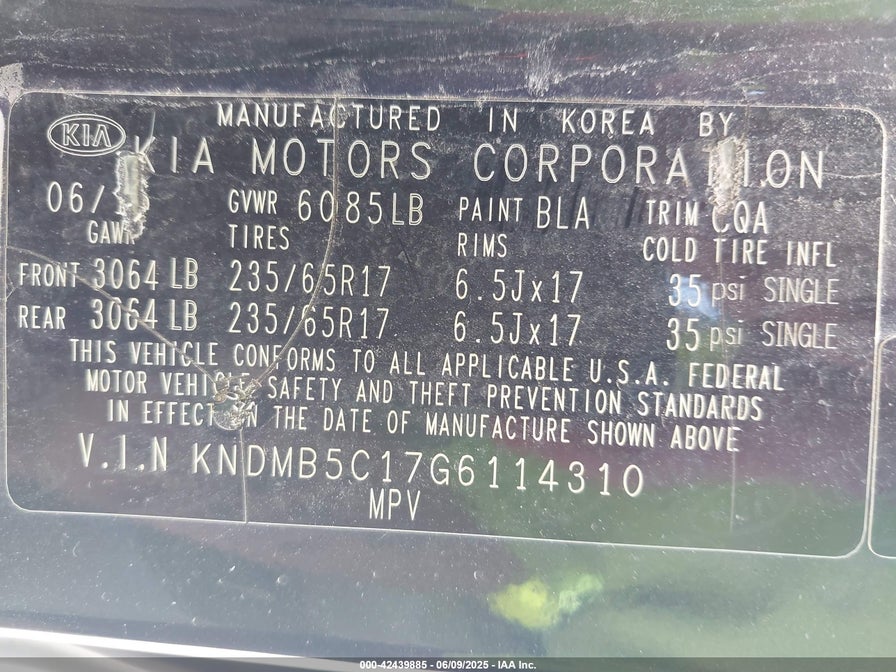 MANUFACTURED IN KOREA BY
KIA
KIA MOTORS CORPORATION
06/ GVWR 6085LB PAINT BLA TRIM CQA
GAWR TIRES RIMS COLD TIRE INFL
FRONT 3064 LB 235/65R17 6.5Jx17 35 psi SINGLE
REAR 3064 LB 235/65R17 6.5Jx17 35 psi SINGLE
THIS VEHICLE CONFORMS TO ALL APPLICABLE U.S.A. FEDERAL
MOTOR VEHICLE SAFETY AND THEFT PREVENTION STANDARDS
IN EFFECT ON THE DATE OF MANUFACTURE SHOWN ABOVE
V.I.N KNDMB5C17G6114310
MPV
000-42439885 | 06/09/2025 | IAA Inc.